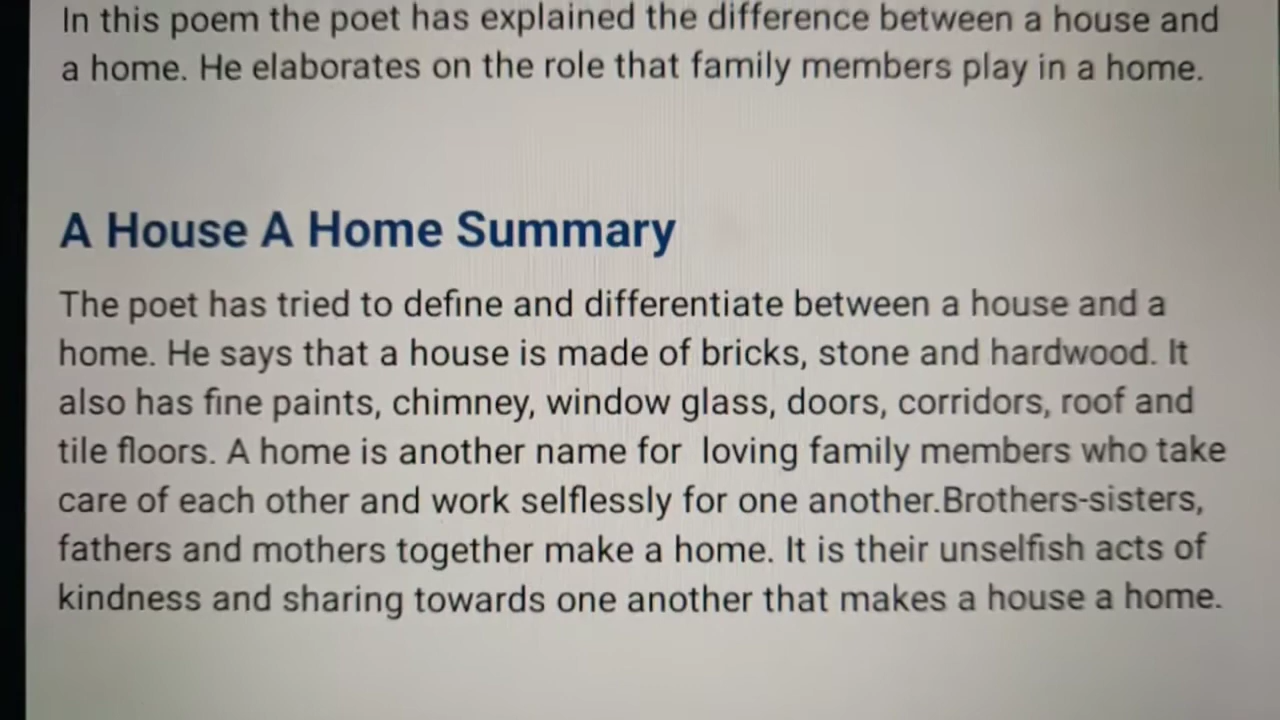 In this poem the poet has explained the difference between a house and
a home. He elaborates on the role that family members play in a home.
A House A Home Summary
The poet has tried to define and differentiate between a house and a
home. He says that a house is made of bricks, stone and hardwood. It
also has fine paints, chimney, window glass, doors, corridors, roof and
tile floors. A home is another name for  loving family members who take
care of each other and work selflessly for one another.Brothers-sisters,
fathers and mothers together make a home. It is their unselfish acts of
kindness and sharing towards one another that makes a house a home.